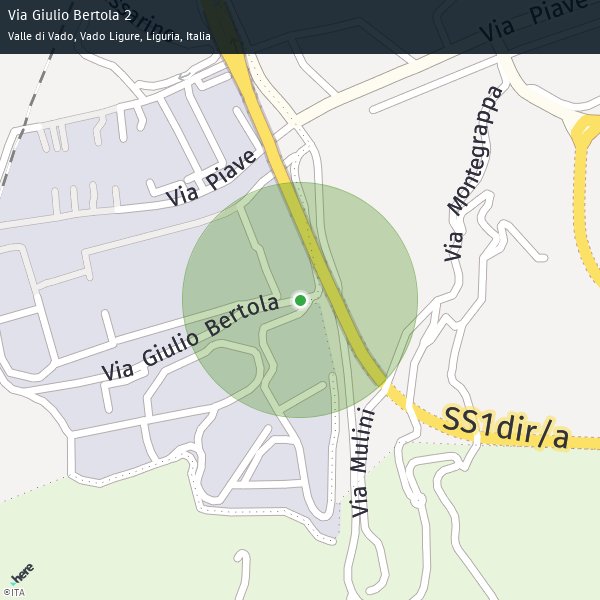 Via Giulio Bertola 2
Valle di Vado, Vado Ligure, Liguria, Italia
Via Piave
Via Piave
Via Montegrappa
Via Giulio Bertola
Via Mulini
SS1dir/a
here
©ITA